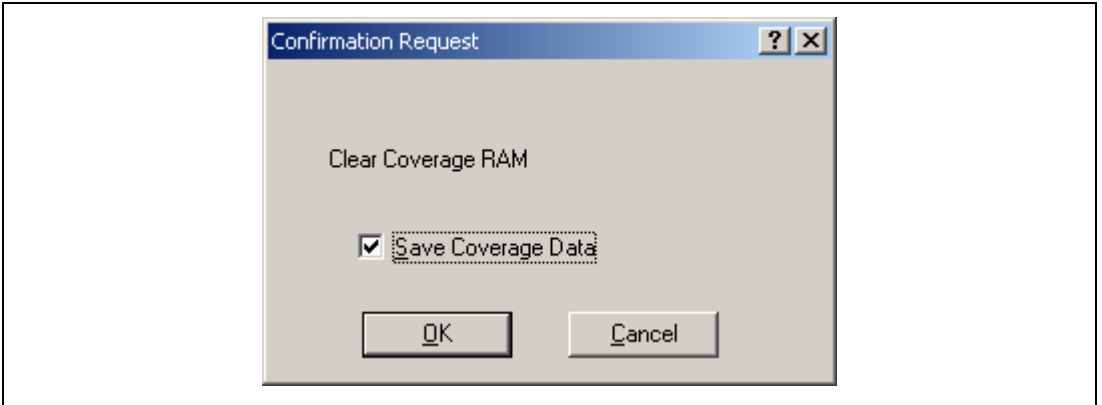 Confirmation Request
Clear Coverage RAM
Save Coverage Data
OK
Cancel